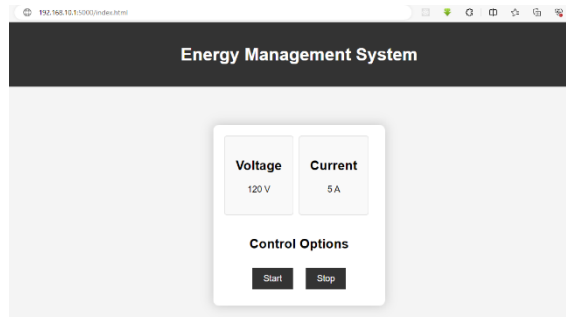 192.168.10.1:5000/index.html
Energy Management System
Voltage Current
120 V 5 A
Control Options
Start Stop